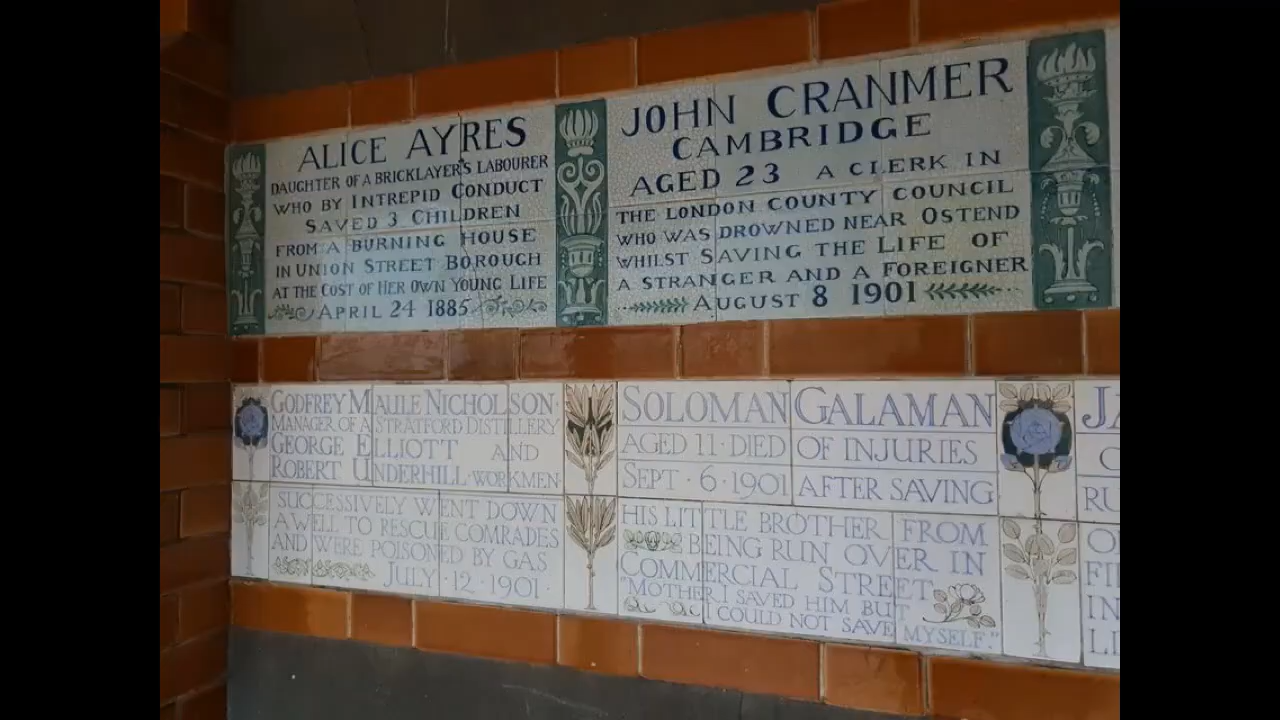 ALICE AYRES
DAUGHTER OF A BRICKLAYER'S LABOURER
WHO BY INTREPID CONDUCT
SAVED 3 CHILDREN
FROM A BURNING HOUSE
IN UNION STREET BOROUGH
AT THE COST OF HER OWN YOUNG LIFE
APRIL 24 1885
JOHN CRANMER
CAMBRIDGE
AGED 23 A CLERK IN
THE LONDON COUNTY COUNCIL
WHO WAS DROWNED NEAR OSTEND
WHILST SAVING THE LIFE OF
A STRANGER AND A FOREIGNER
AUGUST 8 1901
GODFREY MAULE NICHOLSON·
MANAGER OF A STRATFORD DISTILLERY
GEORGE ELLIOTT AND
ROBERT UNDERHILL·WORKMEN
SUCCESSIVELY WENT DOWN
A WELL TO RESCUE COMRADES
AND WERE POISONED BY GAS
JULY·12·1901·
SOLOMAN GALAMAN
AGED 11·DIED OF INJURIES
SEPT·6·1901 AFTER SAVING
HIS LITTLE BROTHER FROM
BEING RUN OVER IN
COMMERCIAL STREET
"MOTHER I SAVED HIM BUT
I COULD NOT SAVE MYSELF."